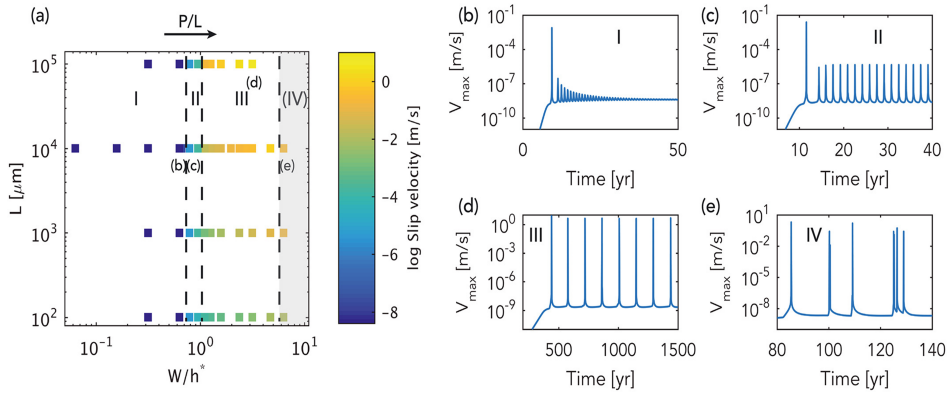 (a)
P/L
10^5
10^4
10^3
10^2
L [μm]
I
II
III
(d)
(IV)
(b)
(c)
(e)
10^-1
10^0
10^1
W/h*
0
-2
-4
-6
-8
log Slip velocity [m/s]
(b)
I
10^-1
10^-4
10^-7
10^-10
V_max [m/s]
0
50
Time [yr]
(c)
II
10^-1
10^-4
10^-7
10^-10
V_max [m/s]
10
20
30
40
Time [yr]
(d)
III
10^0
10^-3
10^-6
10^-9
V_max [m/s]
500
1000
1500
Time [yr]
(e)
IV
10^1
10^-2
10^-5
10^-8
V_max [m/s]
80
100
120
140
Time [yr]